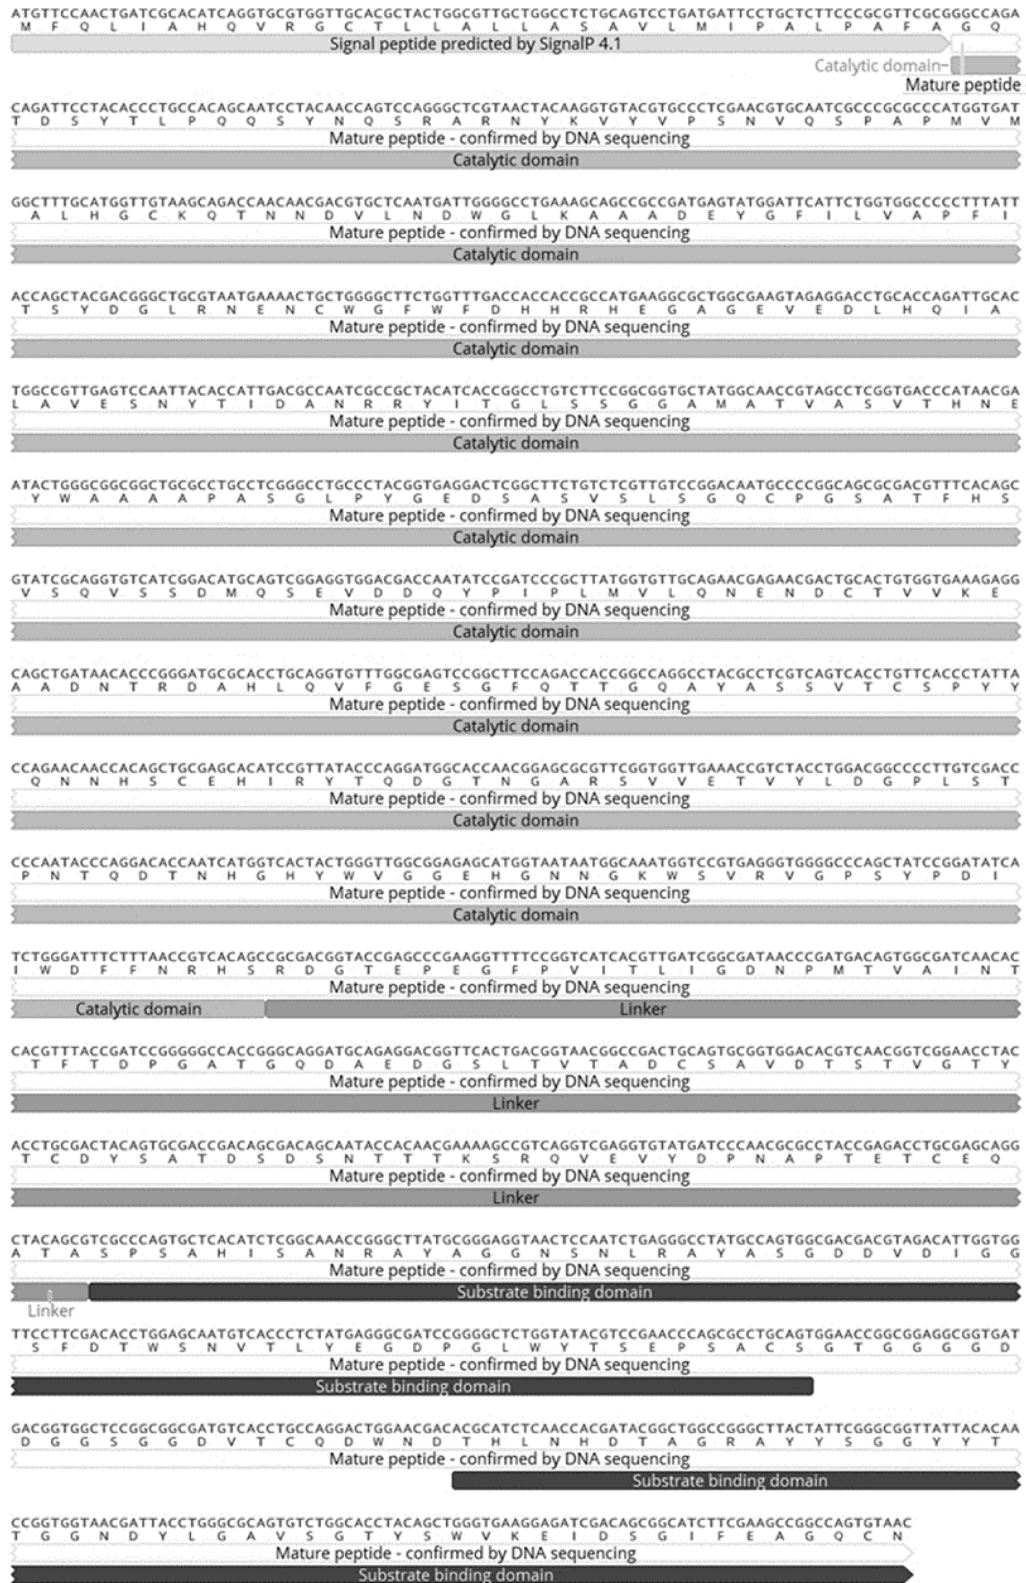 ATGTTCCAACTGATCGCACATCAGGTGCGTGGTTGCACGCTACTGGCGTTGCTGGCCTCTGCAGTCCTGATGATTCCTGCTCTTCCCGCGTTCGCGGGCCAGA
M F Q L I A H Q V R G C T L L A L L A S A V L M I P A L P A F A G Q
Signal peptide predicted by SignalP 4.1
Catalytic domain
Mature peptide
CAGATTCCTACACCCTGCCACAGCAATCCTACAACCAGTCCAGGGCTCGTAACTACAAGGTGTACGTGCCCTCGAACGTGCAATCGCCCGCGCCCATGGTGAT
T D S Y T L P Q Q S Y N Q S R A R N Y K V Y V P S N V Q S P A P M V M
Mature peptide - confirmed by DNA sequencing
Catalytic domain
GGCTTTGCATGGTTGTAAGCAGACCAACAACGACGTGCTCAATGATTGGGGCCTGAAAGCAGCCGCCGATGAGTATGGATTCATTCTGGTGGCCCCCTTTATT
A L H G C K Q T N N D V L N D W G L K A A A D E Y G F I L V A P F I
Mature peptide - confirmed by DNA sequencing
Catalytic domain
ACCAGCTACGACGGGCTGCGTAATGAAAACTGCTGGGGCTTCTGGTTTGACCACCACCGCCATGAAGGCGCTGGCGAAGTAGAGGACCTGCACCAGATTGCAC
T S Y D G L R N E N C W G F W F D H H R H E G A G E V E D L H Q I A
Mature peptide - confirmed by DNA sequencing
Catalytic domain
TGGCCGTTGAGTCCAATTACACCATTGACGCCAATCGCCGCTACATCACCGGCCTGTCTTCCGGCGGTGCTATGGCAACCGTAGCCTCGGTGACCCATAACGA
L A V E S N Y T I D A N R R Y I T G L S S G G A M A T V A S V T H N E
Mature peptide - confirmed by DNA sequencing
Catalytic domain
ATACTGGGCGGCGGCTGCGCCTGCCTCGGGCCTGCCCTACGGTGAGGACTCGGCTTCTGTCTCGTTGTCCGGACAATGCCCCGGCAGCGCGACGTTTCACAGC
Y W A A A A P A S G L P Y G E D S A S V S L S G Q C P G S A T F H S
Mature peptide - confirmed by DNA sequencing
Catalytic domain
GTATCGCAGGTGTCATCGGACATGCAGTCGGAGGTGGACGACCAATATCCGATCCCGCTTATGGTGTTGCAGAACGAGAACGACTGCACTGTGGTGAAAGAGG
V S Q V S S D M Q S E V D D Q Y P I P L M V L Q N E N D C T V V K E
Mature peptide - confirmed by DNA sequencing
Catalytic domain
CAGCTGATAACACCCGGGATGCGCACCTGCAGGTGTTTGGCGAGTCCGGCTTCCAGACCACCGGCCAGGCCTACGCCTCGTCAGTCACCTGTTCACCCTATTA
A A D N T R D A H L Q V F G E S G F Q T T G Q A Y A S S V T C S P Y Y
Mature peptide - confirmed by DNA sequencing
Catalytic domain
CCAGAACAACCACAGCTGCGAGCACATCCGTTATACCCAGGATGGCACCAACGGAGCGCGTTCGGTGGTTGAAACCGTCTACCTGGACGGCCCCTTGTCGACC
Q N N H S C E H I R Y T Q D G T N G A R S V V E T V Y L D G P L S T
Mature peptide - confirmed by DNA sequencing
Catalytic domain
CCCAATACCCAGGACACCAATCATGGTCACTACTGGGTTGGCGGAGAGCATGGTAATAATGGCAAATGGTCCGTGAGGGTGGGGCCCAGCTATCCGGATATCA
P N T Q D T N H G H Y W V G G E H G N N G K W S V R V G P S Y P D I
Mature peptide - confirmed by DNA sequencing
Catalytic domain
TCTGGGATTTCTTTAACCGTCACAGCCGCGACGGTACCGAGCCCGAAGGTTTTCCGGTCATCACGTTGATCGGCGATAACCCGATGACAGTGGCGATCAACAC
I W D F F N R H S R D G T E P E G F P V I T L I G D N P M T V A I N T
Mature peptide - confirmed by DNA sequencing
Catalytic domain Linker
CACGTTTACCGATCCGGGGGCCACCGGGCAGGATGCAGAGGACGGTTCACTGACGGTAACGGCCGACTGCAGTGCGGTGGACACGTCAACGGTCGGAACCTAC
T F T D P G A T G Q D A E D G S L T V T A D C S A V D T S T V G T Y
Mature peptide - confirmed by DNA sequencing
Linker
ACCTGCGACTACAGTGCGACCGACAGCGACAGCAATACCACAACGAAAAGCCGTCAGGTCGAGGTGTATGATCCCAACGCGCCTACCGAGACCTGCGAGCAGG
T C D Y S A T D S D S N T T T K S R Q V E V Y D P N A P T E T C E Q
Mature peptide - confirmed by DNA sequencing
Linker
CTACAGCGTCGCCCAGTGCTCACATCTCGGCAAACCGGGCTTATGCGGGAGGTAACTCCAATCTGAGGGCCTATGCCAGTGGCGACGACGTAGACATTGGTGG
A T A S P S A H I S A N R A Y A G G N S N L R A Y A S G D D V D I G G
Mature peptide - confirmed by DNA sequencing
Substrate binding domain
Linker
TTCCTTCGACACCTGGAGCAATGTCACCCTCTATGAGGGCGATCCGGGGCTCTGGTATACGTCCGAACCCAGCGCCTGCAGTGGAACCGGCGGAGGCGGTGAT
S F D T W S N V T L Y E G D P G L W Y T S E P S A C S G T G G G G D
Mature peptide - confirmed by DNA sequencing
Substrate binding domain
GACGGTGGCTCCGGCGGCGATGTCACCTGCCAGGACTGGAACGACACGCATCTCAACCACGATACGGCTGGCCGGGCTTACTATTCGGGCGGTTATTACACAA
D G G S G G D V T C Q D W N D T H L N H D T A G R A Y Y S G G Y Y T
Mature peptide - confirmed by DNA sequencing
Substrate binding domain
CCGGTGGTAACGATTACCTGGGCGCAGTGTCTGGCACCTACAGCTGGGTGAAGGAGATCGACAGCGGCATCTTCGAAGCCGGCCAGTGTAAC
T G G N D Y L G A V S G T Y S W V K E I D S G I F E A G Q C N
Mature peptide - confirmed by DNA sequencing
Substrate binding domain